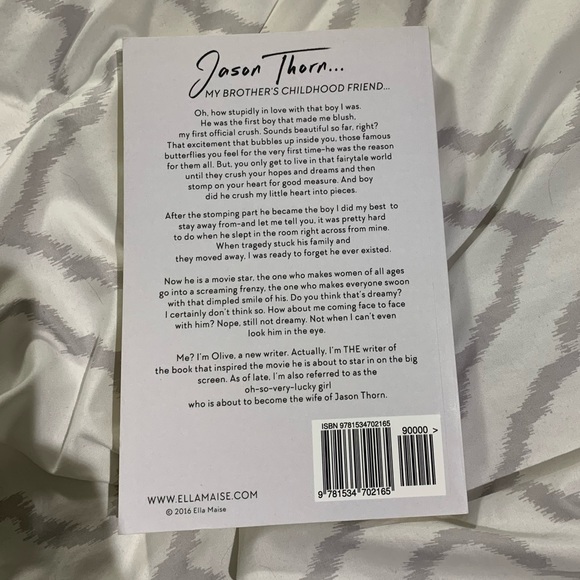 Jason Thorn...
MY BROTHER'S CHILDHOOD FRIEND...
Oh, how stupidly in love with that boy I was.
He was the first boy that made me blush,
my first official crush. Sounds beautiful so far, right?
That excitement that bubbles up inside you, those famous
butterflies you feel for the very first time-he was the reason
for them all. But, you only get to live in that fairytale world
until they crush your hopes and dreams and then
stomp on your heart for good measure. And boy
did he crush my little heart into pieces.
After the stomping part he became the boy I did my best to
stay away from-and let me tell you, it was pretty hard
to do when he slept in the room right across from mine.
When tragedy stuck his family and
they moved away, I was ready to forget he ever existed.
Now he is a movie star, the one who makes women of all ages
go into a screaming frenzy, the one who makes everyone swoon
with that dimpled smile of his. Do you think that's dreamy?
I certainly don't think so. How about me coming face to face
with him? Nope, still not dreamy. Not when I can't even
look him in the eye.
Me? I'm Olive, a new writer. Actually, I'm THE writer of
the book that inspired the movie he is about to star in on the big
screen. As of late, I'm also referred to as the
oh-so-very-lucky girl
who is about to become the wife of Jason Thorn.
ISBN 9781534702165
90000 >
9 781534 702165
WWW.ELLAMAISE.COM
© 2016 Ella Maise